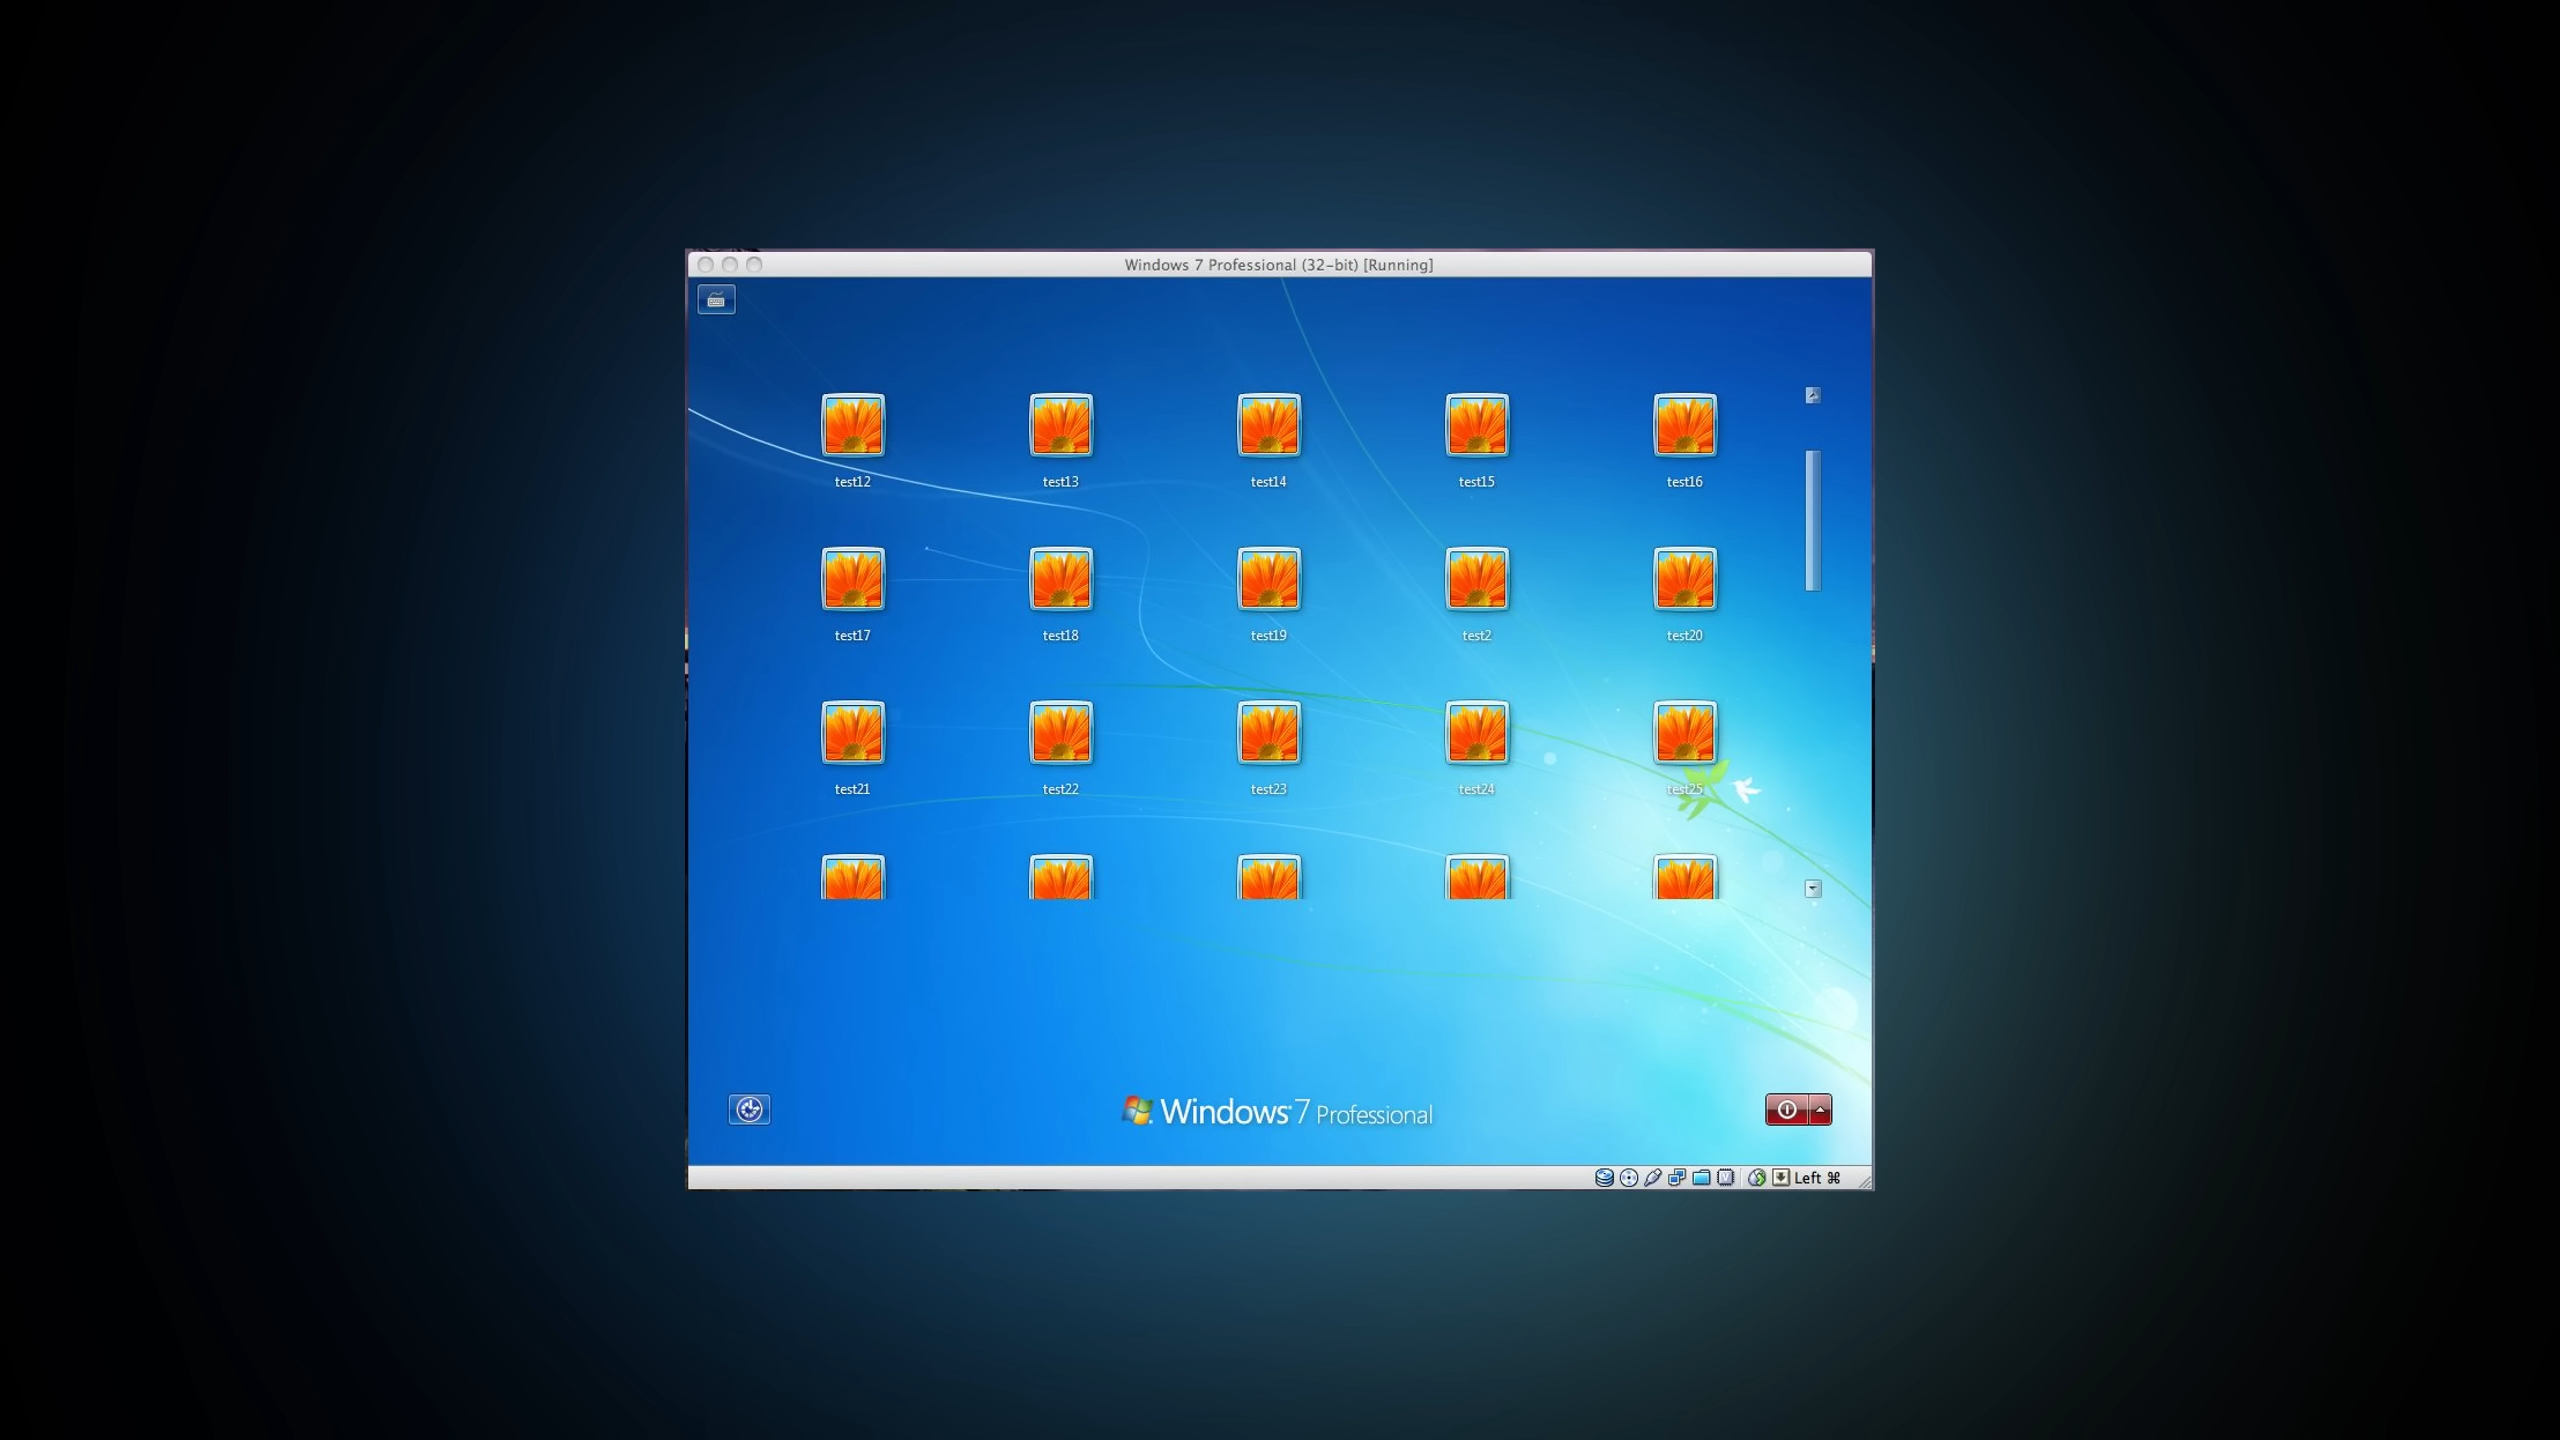 Windows 7 Professional (32-bit) [Running]
test12 test13 test14 test15 test16
test17 test18 test19 test2 test20
test21 test22 test23 test24 test25
Windows 7 Professional
Left ⌘